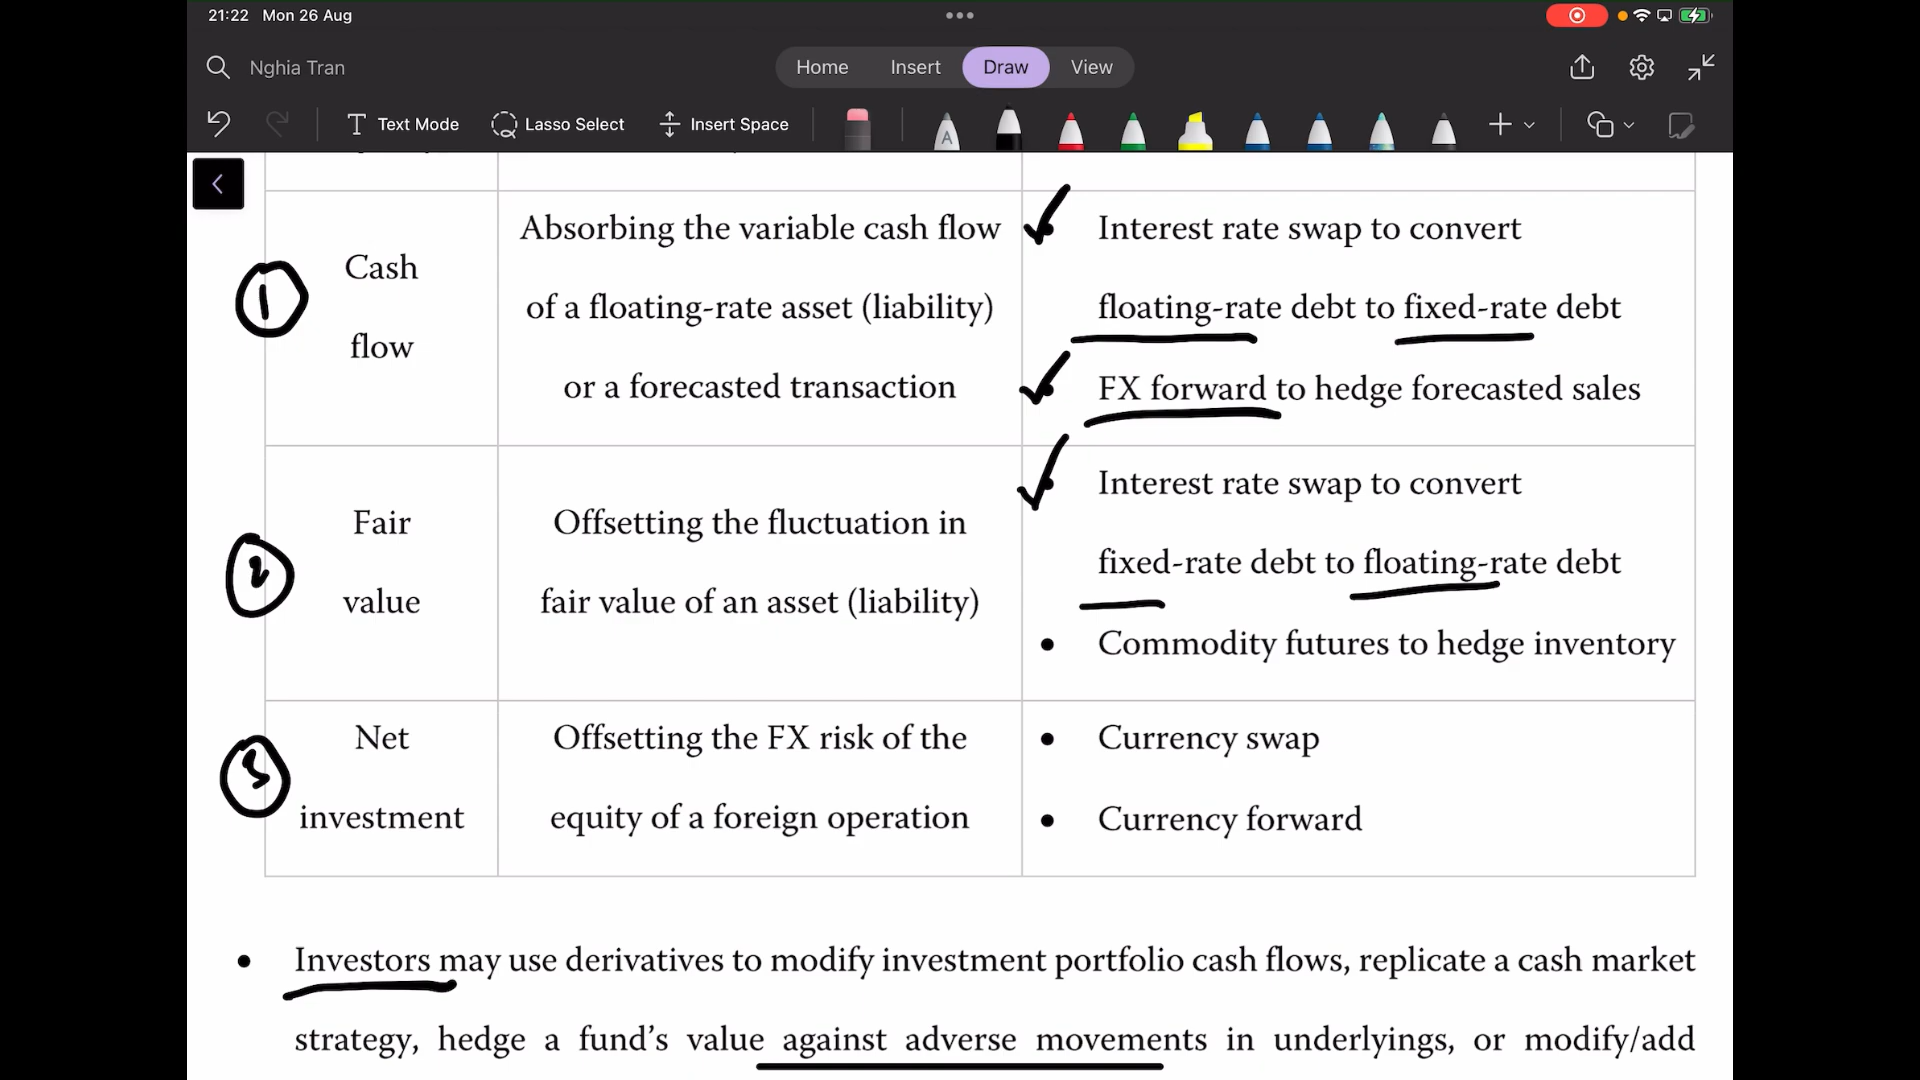 21:22 Mon 26 Aug
Nghia Tran
Home Insert Draw View
Text Mode Lasso Select Insert Space
A
1
Cash
flow
Absorbing the variable cash flow
of a floating-rate asset (liability)
or a forecasted transaction
• Interest rate swap to convert
floating-rate debt to fixed-rate debt
• FX forward to hedge forecasted sales
2
Fair
value
Offsetting the fluctuation in
fair value of an asset (liability)
• Interest rate swap to convert
fixed-rate debt to floating-rate debt
• Commodity futures to hedge inventory
3
Net
investment
Offsetting the FX risk of the
equity of a foreign operation
• Currency swap
• Currency forward
• Investors may use derivatives to modify investment portfolio cash flows, replicate a cash market
strategy, hedge a fund’s value against adverse movements in underlyings, or modify/add